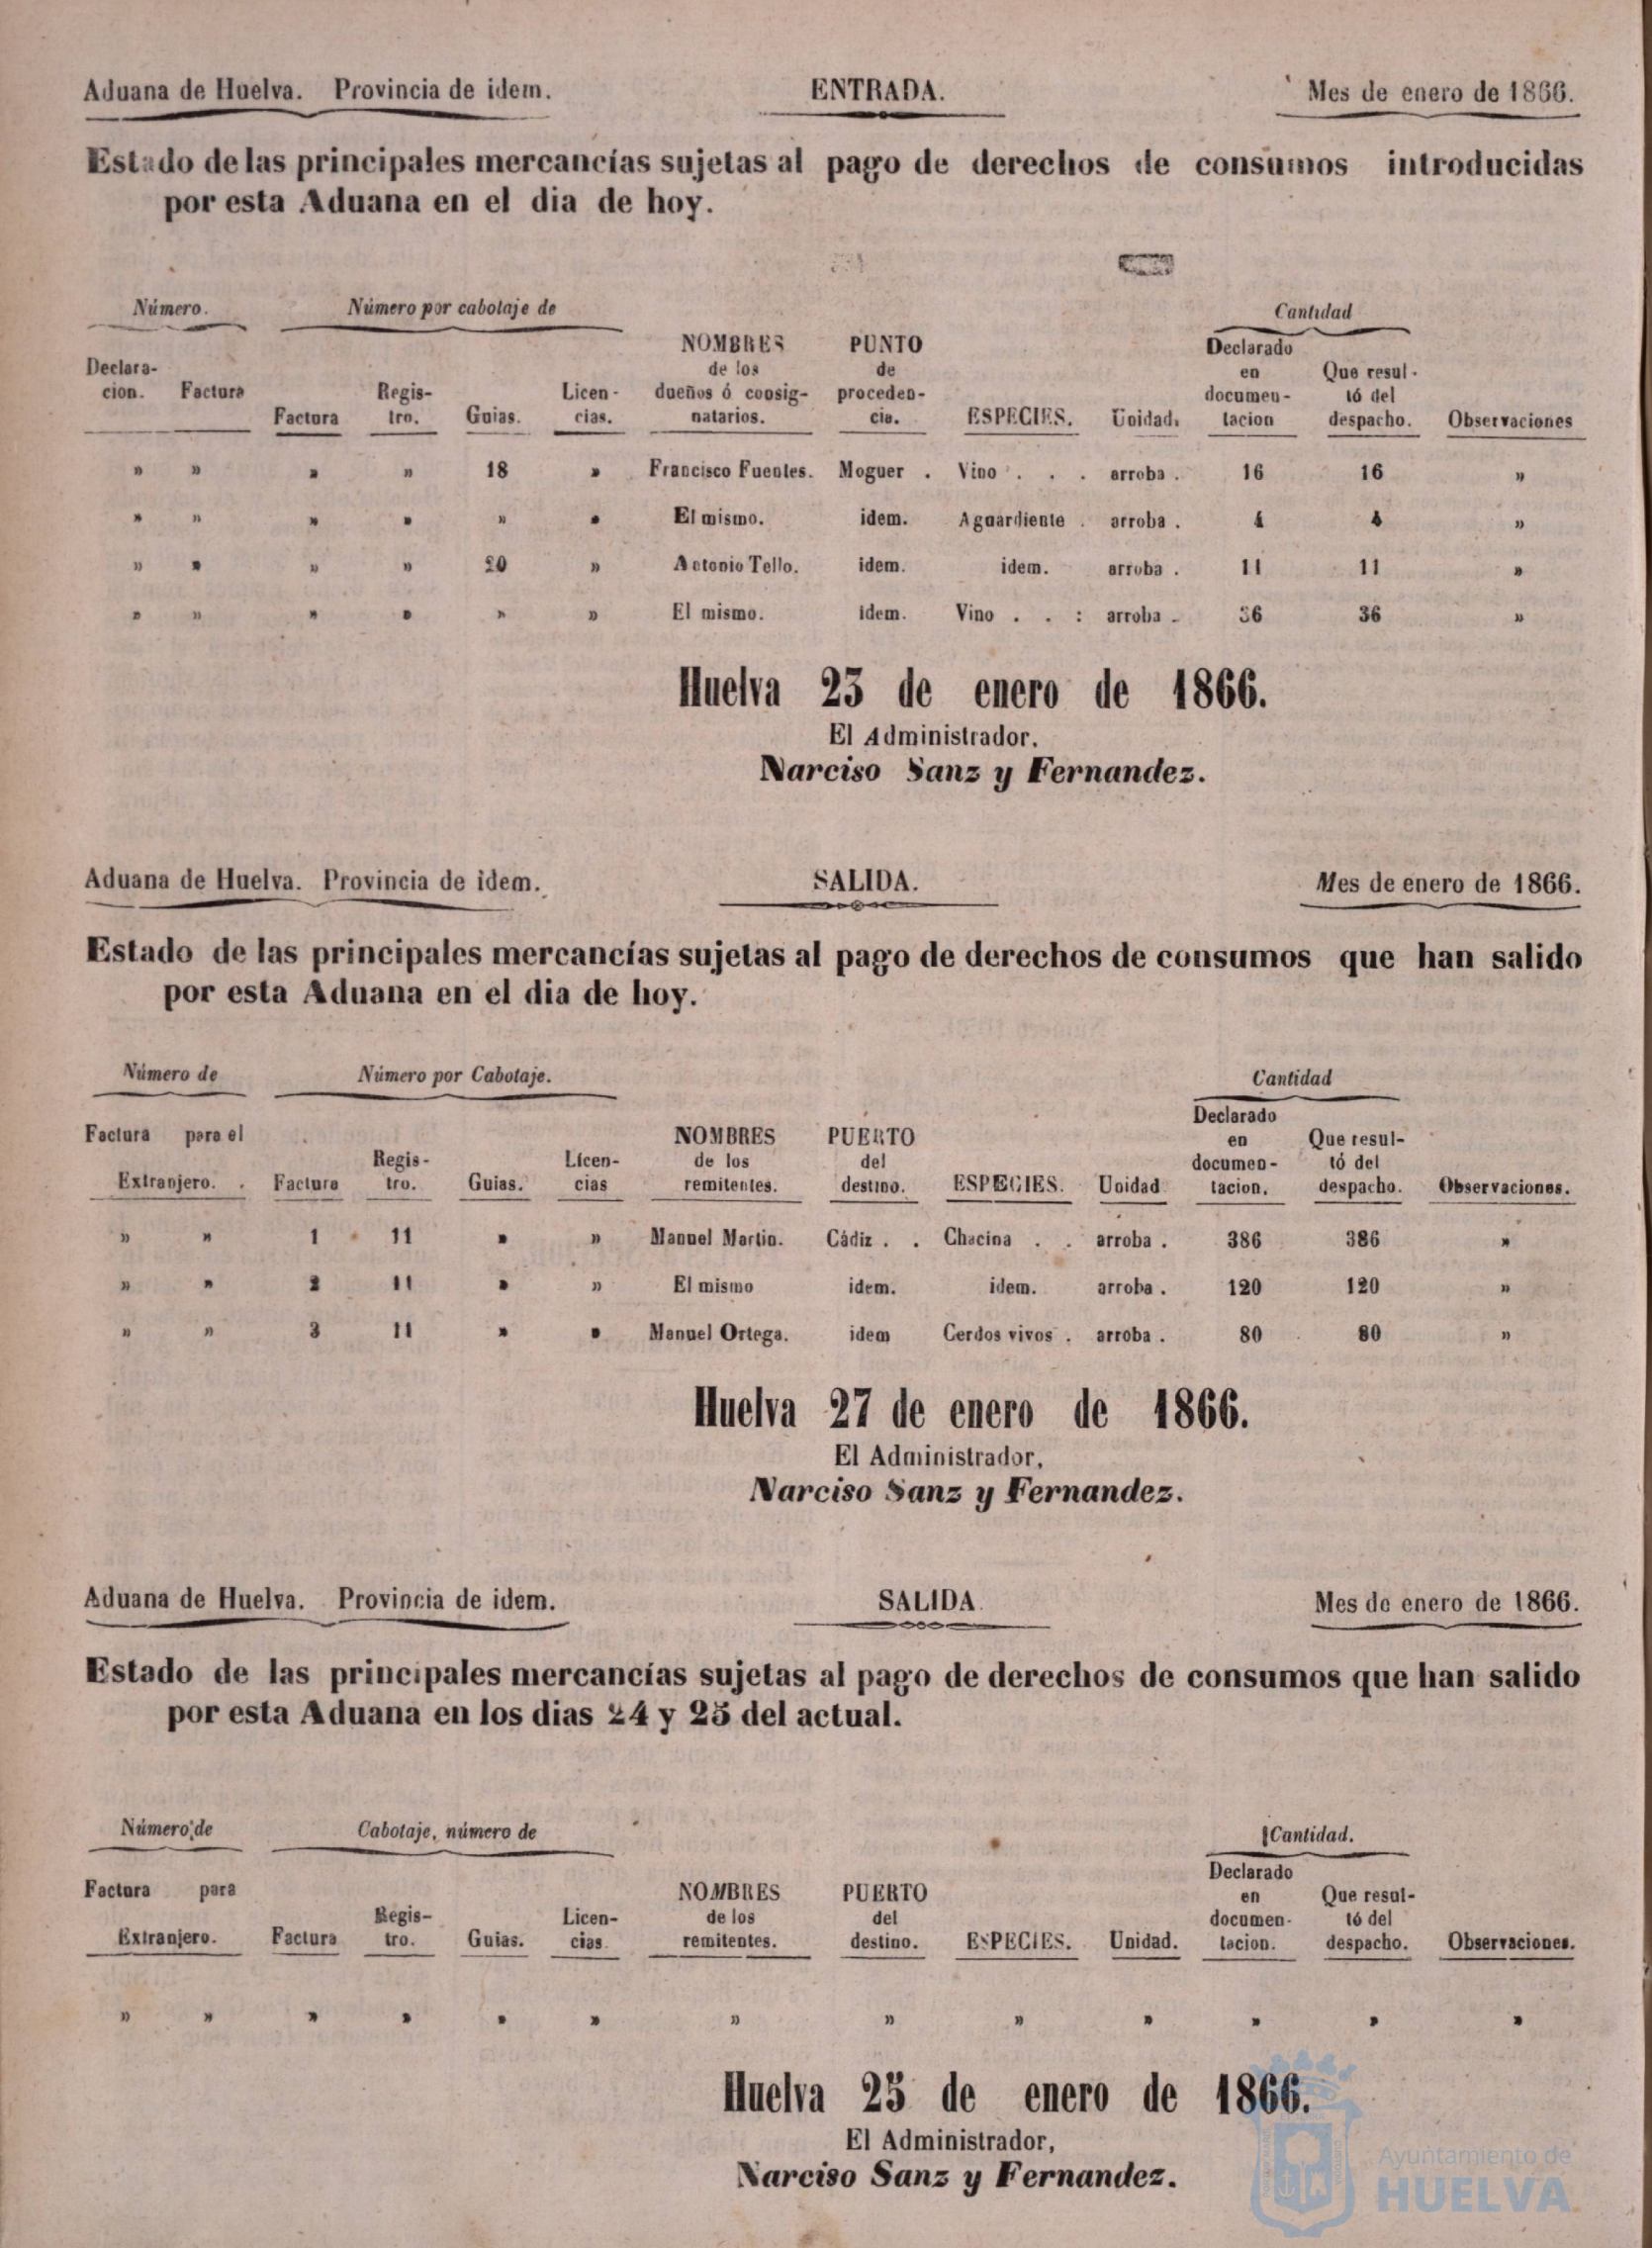 Aduana de Huelva. Provincia de idem. ENTRADA. Mes de enero de 1866.
Estado de las principales mercancías sujetas al pago de derechos de consumos introducidas
por esta Aduana en el dia de hoy.
Número. Número por cabotaje de Cantidad
NOMBRES PUNTO Declarado
Declara- de los de en Que resul-
cion. Factura Regis- Licen- dueños ó consig- proceden- documen- tó del
Factura tro. Guias. cias. natarios. cia. ESPECIES. Unidad. tacion despacho. Observaciones
» » » » 18 » Francisco Fuentes. Moguer . Vino . . . arroba . 16 16 »
» » » » » » El mismo. idem. Aguardiente . arroba . 4 4 »
» » » » 20 » Antonio Tello. idem. idem. arroba . 11 11 »
» » » » » » El mismo. idem. Vino . . : arroba . 36 36 »
Huelva 23 de enero de 1866.
El Administrador.
Narciso Sanz y Fernandez.
Aduana de Huelva. Provincia de idem. SALIDA. Mes de enero de 1866.
Estado de las principales mercancías sujetas al pago de derechos de consumos que han salido
por esta Aduana en el dia de hoy.
Número de Número por Cabotaje. Cantidad
Declarado
Factura para el NOMBRES PUERTO en Que resul-
Regis- Licen- de los del documen- tó del
Extranjero. . Factura tro. Guias. cias remitentes. destino. ESPECIES. Unidad tacion. despacho. Observaciones.
» » 1 11 » » Manuel Martin. Cádiz . . Chacina . . arroba . 386 386 »
» » 2 11 » » El mismo idem. idem. arroba . 120 120 »
» » 3 11 » » Manuel Ortega. idem Cerdos vivos . arroba . 80 80 »
Huelva 27 de enero de 1866.
El Administrador,
Narciso Sanz y Fernandez.
Aduana de Huelva. Provincia de idem. SALIDA. Mes de enero de 1866.
Estado de las principales mercancías sujetas al pago de derechos de consumos que han salido
por esta Aduana en los dias 24 y 25 del actual.
Número de Cabotaje, número de Cantidad.
Declarado
Factura para NOMBRES PUERTO en Que resul-
Regis- Licen- de los del documen- tó del
Extranjero. Factura tro. Guias. cias remitentes. destino. ESPECIES. Unidad. tacion. despacho. Observaciones.
» » » » » » » » » » » » »
Huelva 25 de enero de 1866.
El Administrador,
Narciso Sanz y Fernandez.
Ayuntamiento de
HUELVA